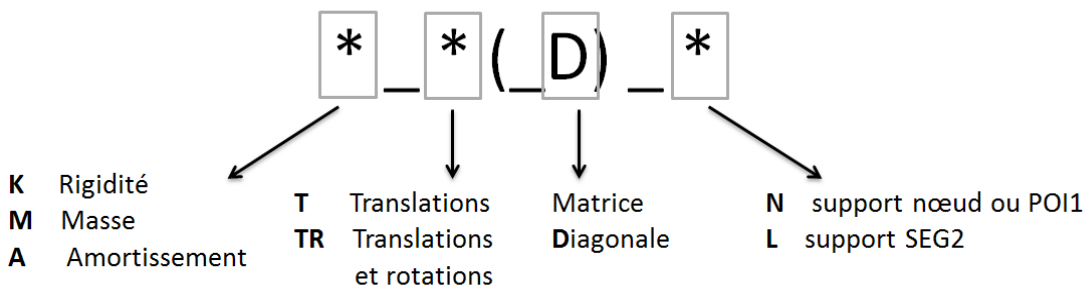 *_*(_D)_*
K Rigidité
M Masse
A Amortissement
T Translations
TR Translations
et rotations
Matrice
Diagonale
N support nœud ou POI1
L support SEG2